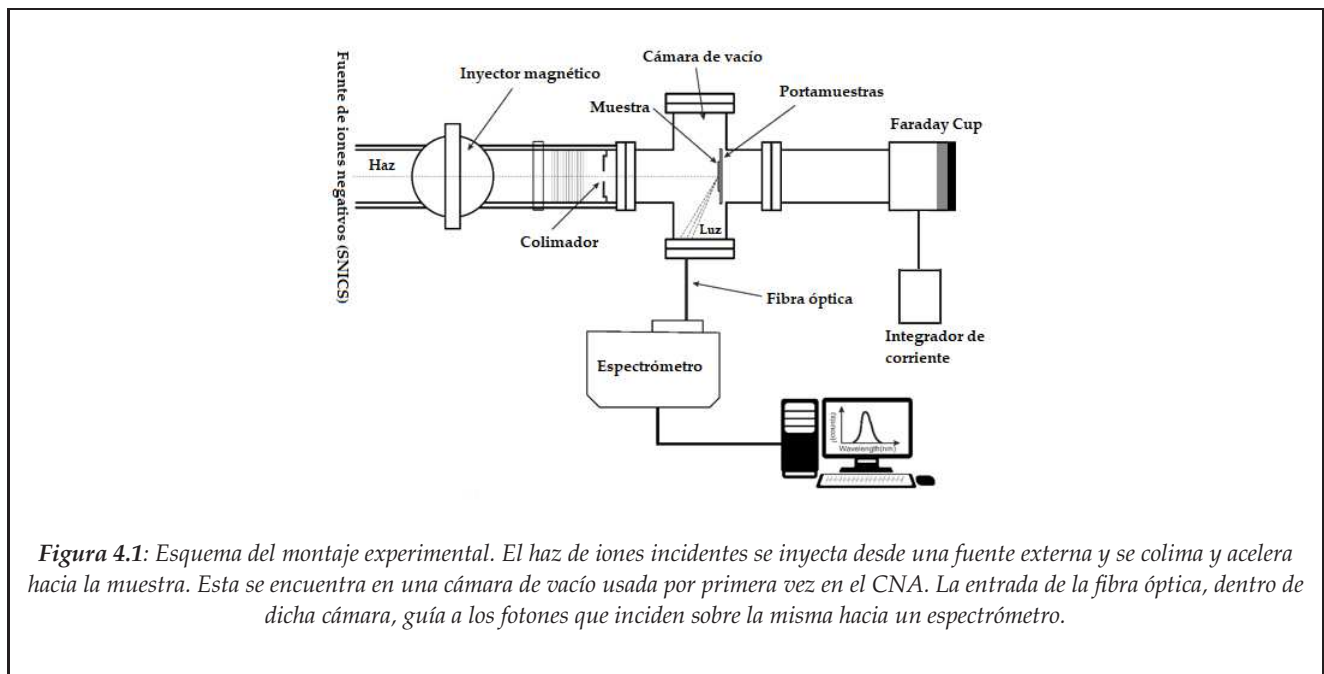 Fuente de iones negativos (SNICS)
Inyector magnético
Cámara de vacío
Portamuestras
Muestra
Faraday Cup
Haz
Colimador
Luz
Fibra óptica
Integrador de
corriente
Espectrómetro
Wavelength(nm)
Figura 4.1: Esquema del montaje experimental. El haz de iones incidentes se inyecta desde una fuente externa y se colima y acelera
hacia la muestra. Esta se encuentra en una cámara de vacío usada por primera vez en el CNA. La entrada de la fibra óptica, dentro de
dicha cámara, guía a los fotones que inciden sobre la misma hacia un espectrómetro.